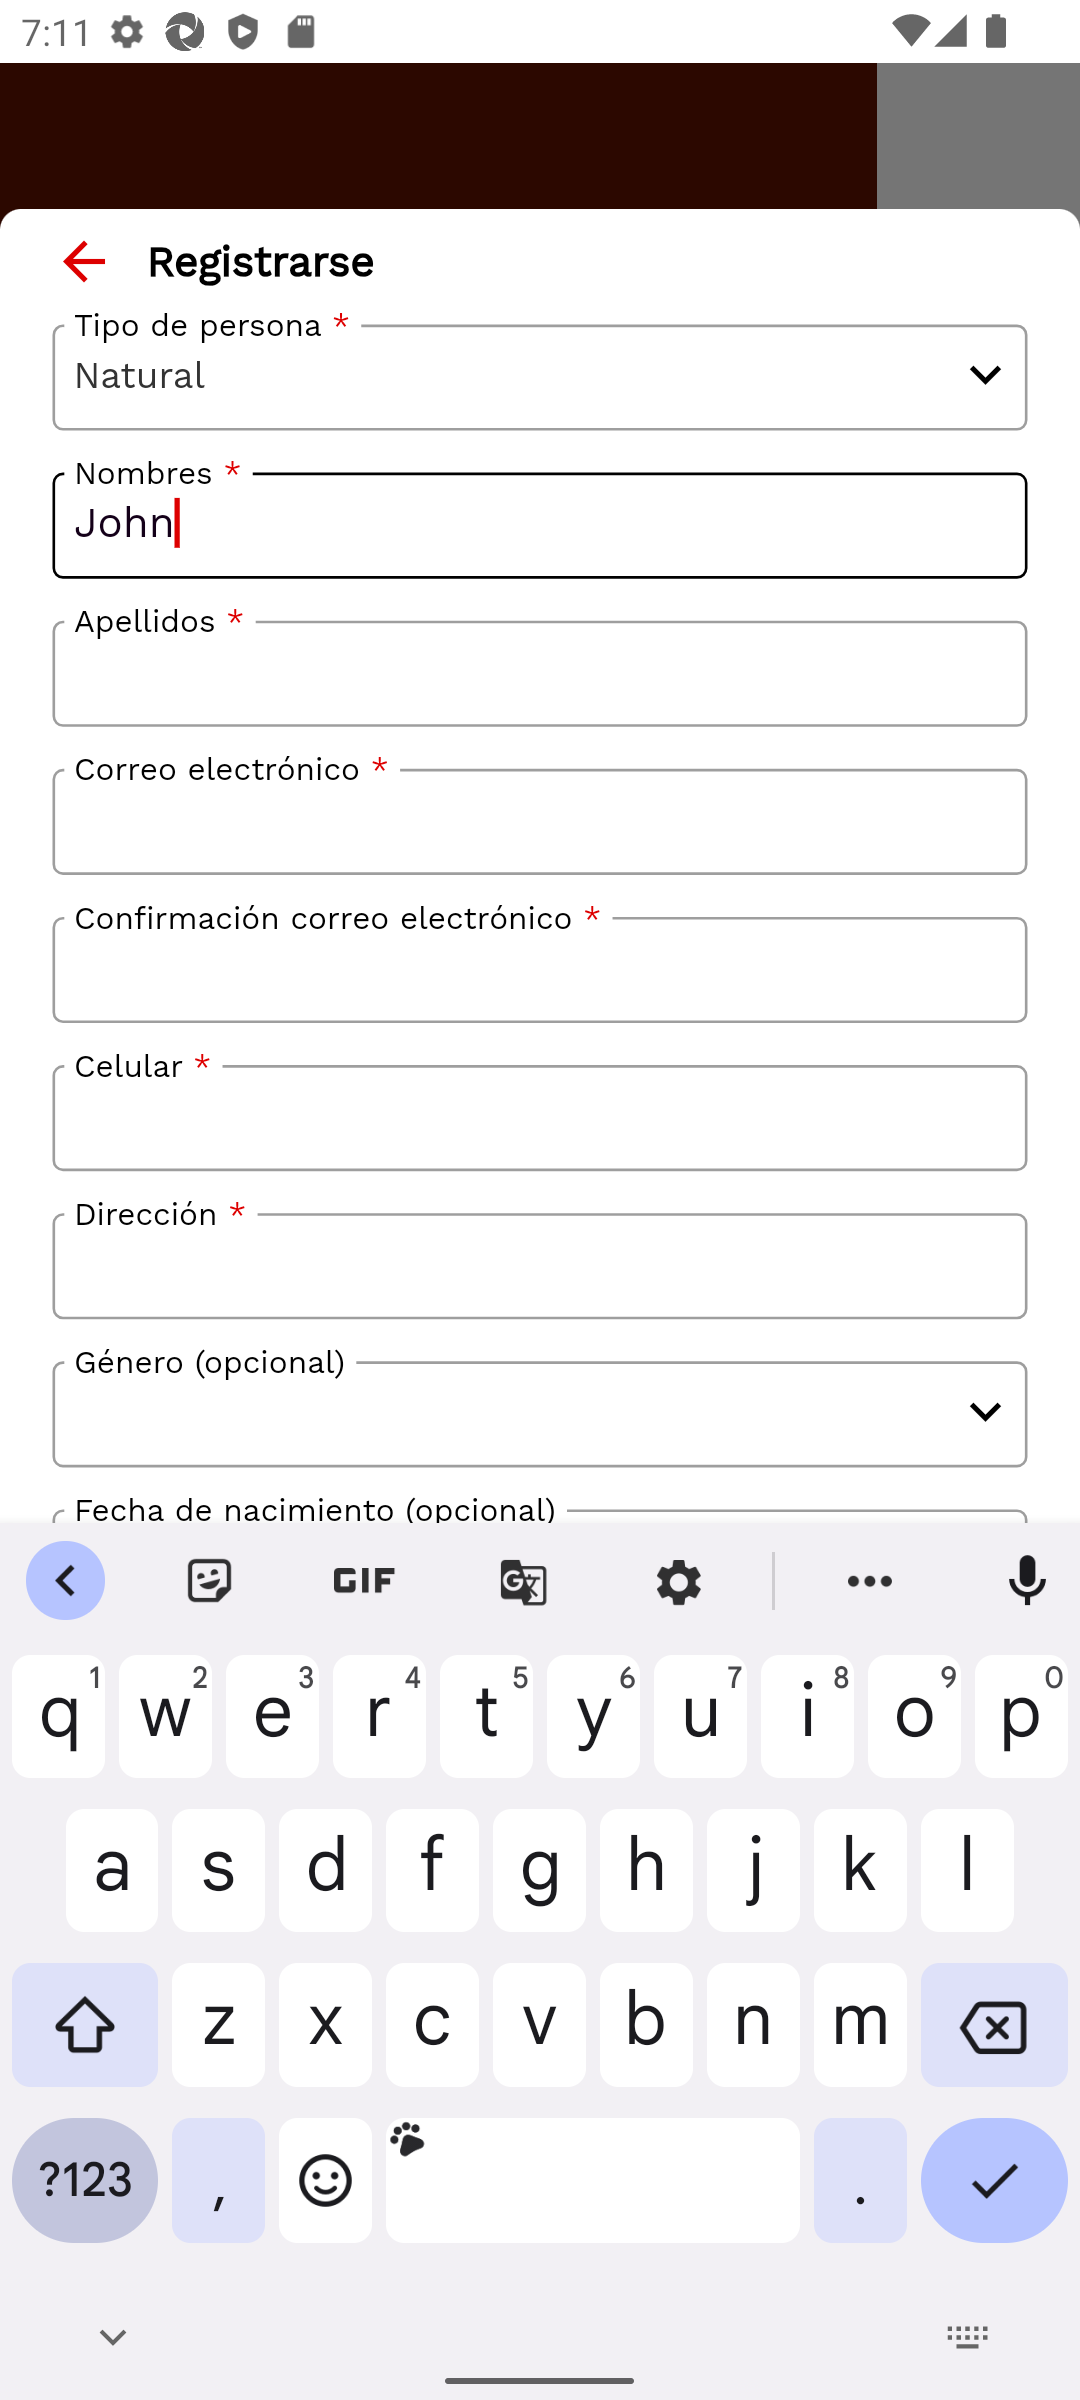 7:11
Registrarse
Tipo de persona *
Natural
Nombres *
John
Apellidos *
Correo electrónico *
Confirmación correo electrónico *
Celular *
Dirección *
Género (opcional)
Fecha de nacimiento (opcional)
GIF
q1 w2 e3 r4 t5 y6 u7 i8 o9 p0
a s d f g h j k l
z x c v b n m
?123 , .